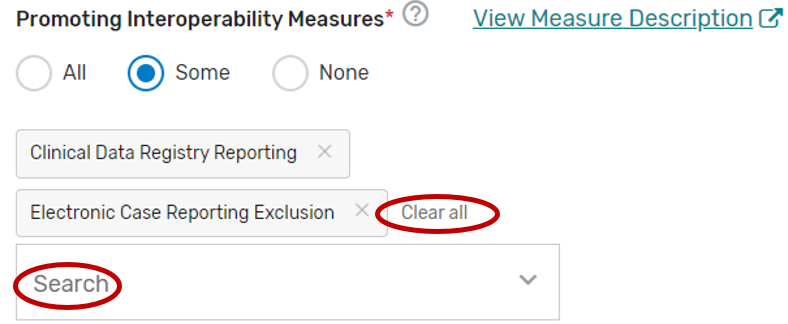 Promoting Interoperability Measures* ? View Measure Description
All Some None
Clinical Data Registry Reporting ×
Electronic Case Reporting Exclusion × Clear all
Search